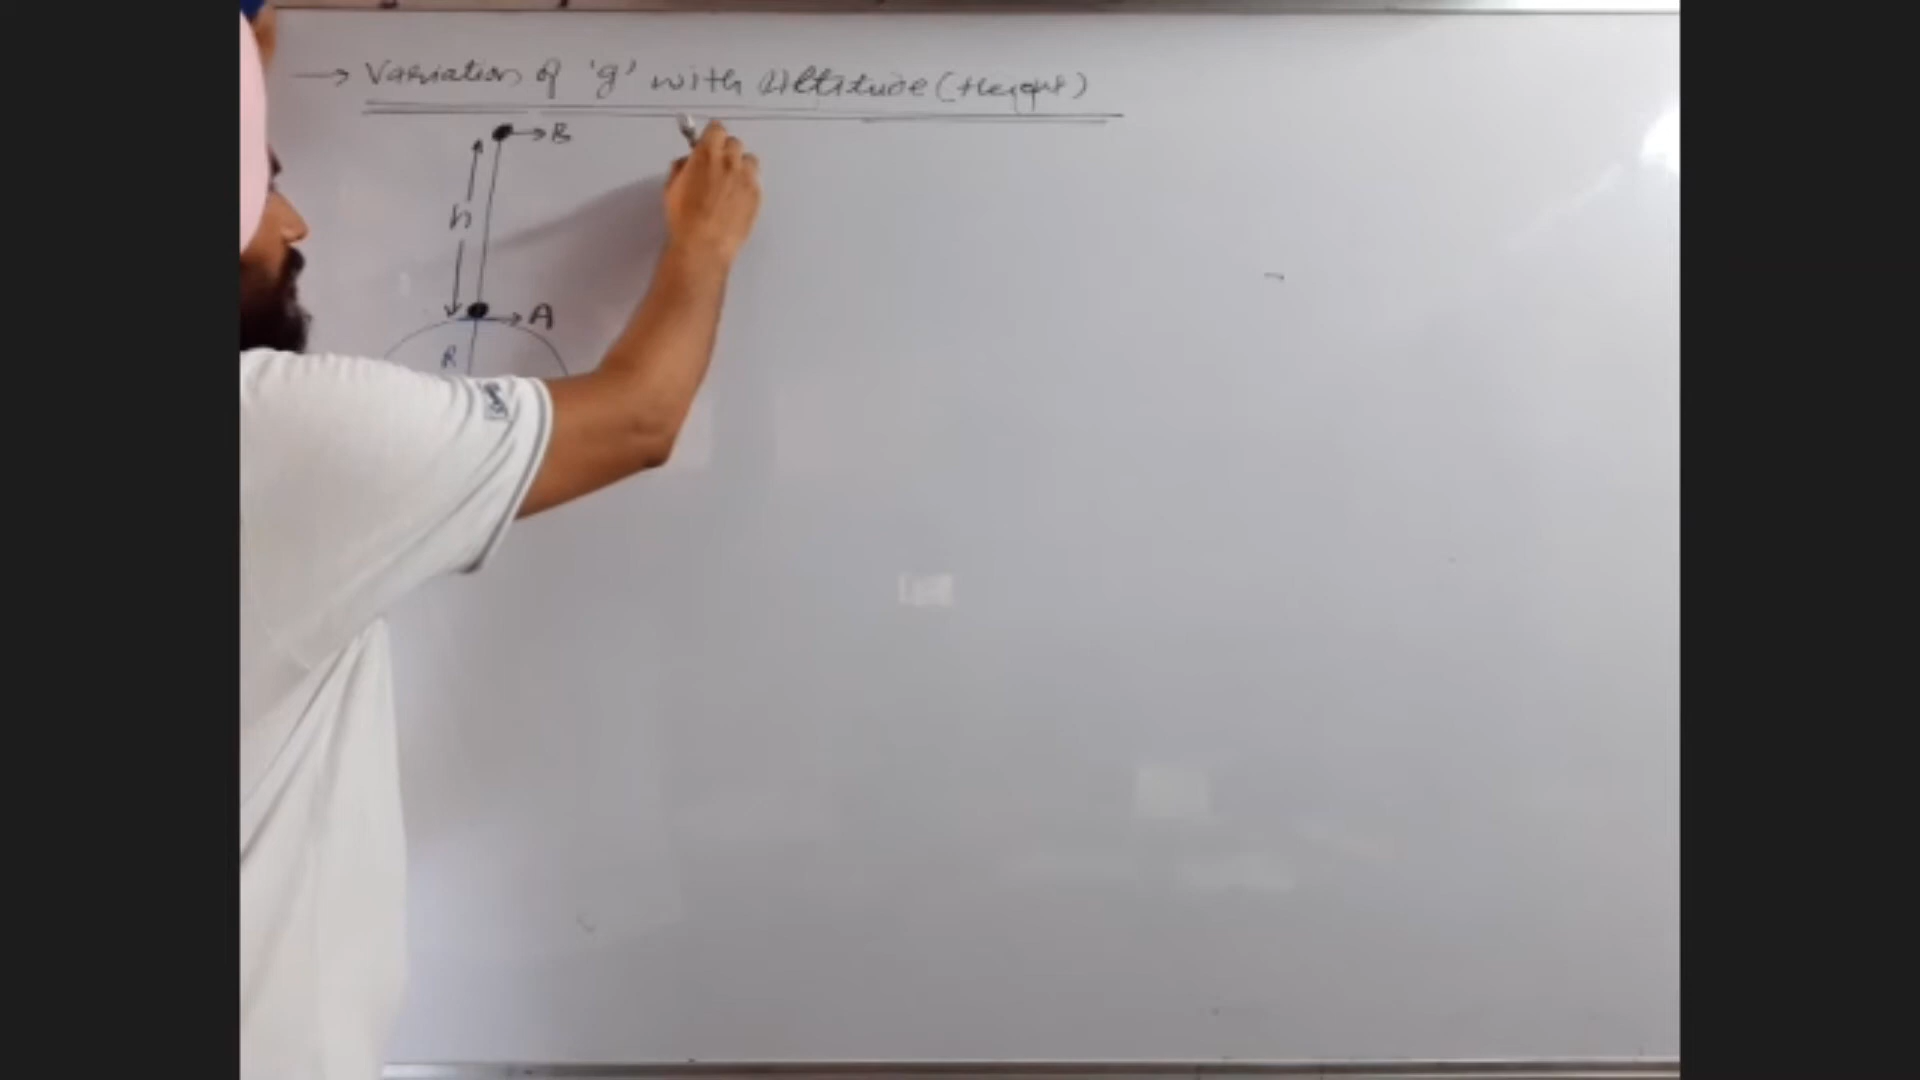 → Variation of 'g' with Altitude (Height)
→ B
h
→ A
R